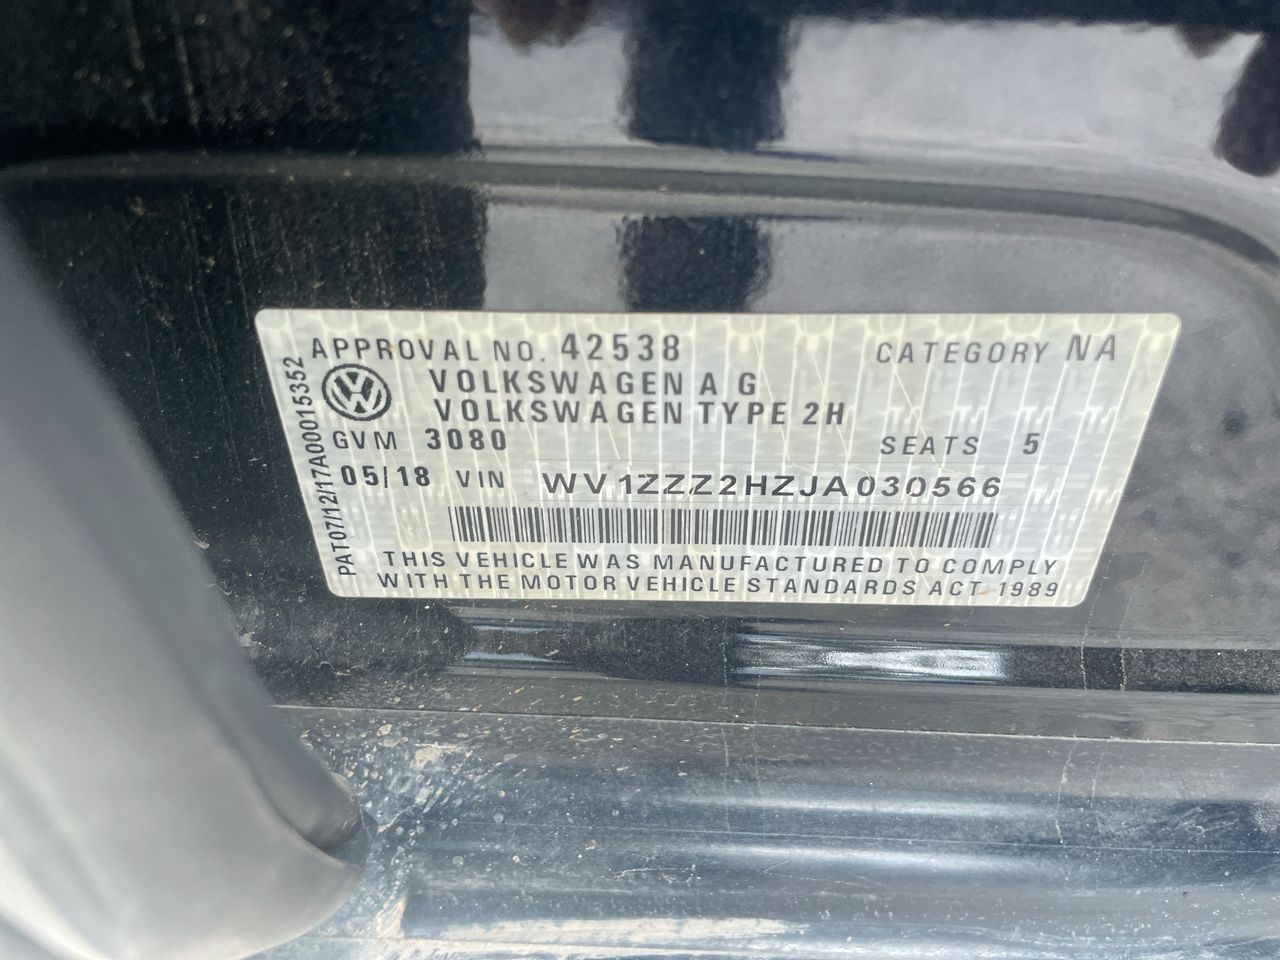 APPROVAL NO. 42538 CATEGORY NA
VOLKSWAGEN A G
VOLKSWAGEN TYPE 2H
GVM 3080 SEATS 5
05/18 VIN WV1ZZZ2HZJA030566
THIS VEHICLE WAS MANUFACTURED TO COMPLY
WITH THE MOTOR VEHICLE STANDARDS ACT 1989
PAT07/12/17A00015352